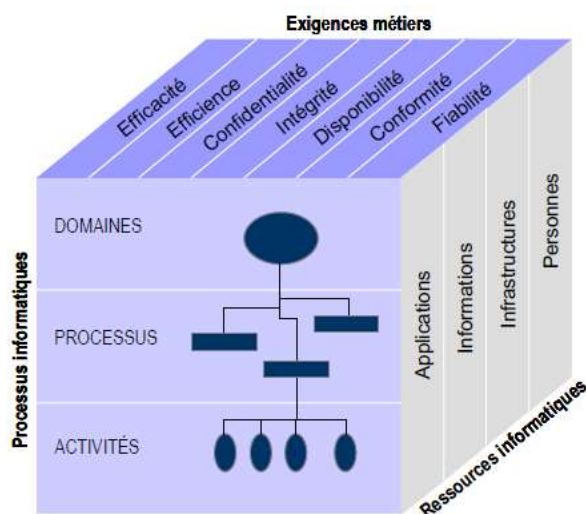 Exigences métiers
Efficacité
Efficience
Confidentialité
Intégrité
Disponibilité
Conformité
Fiabilité
Processus informatiques
DOMAINES
PROCESSUS
ACTIVITÉS
Applications
Informations
Infrastructures
Personnes
Ressources informatiques